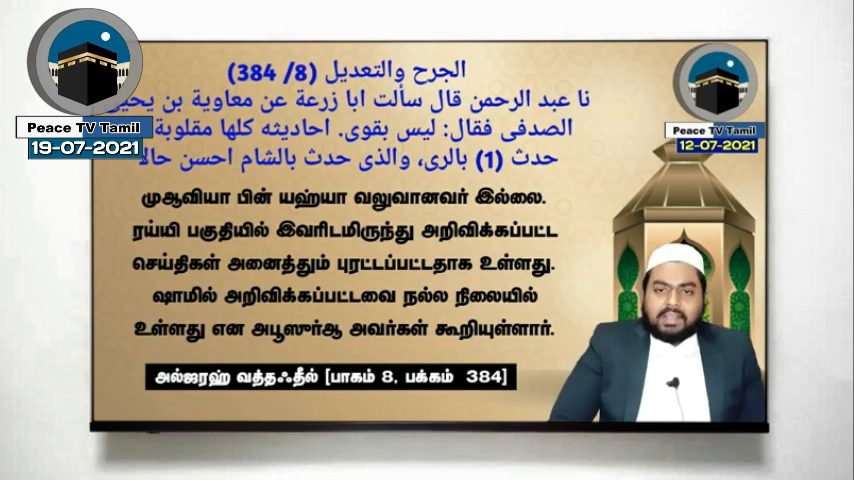 Peace TV Tamil
19-07-2021
Peace TV Tamil
12-07-2021
الجرح والتعديل (8/ 384)
نا عبد الرحمن قال سألت ابا زرعة عن معاوية بن يحيى
الصدفى فقال: ليس بقوى. احاديثه كلها مقلوبة
حدث (1) بالرى، والذى حدث بالشام احسن حالا
முஆவியா பின் யஹ்யா வலுவானவர் இல்லை.
ரய்யி பகுதியில் இவரிடமிருந்து அறிவிக்கப்பட்ட
செய்திகள் அனைத்தும் புரட்டப்பட்டதாக உள்ளது.
ஷாமில் அறிவிக்கப்பட்டவை நல்ல நிலையில்
உள்ளது என அபூஸுர்ஆ அவர்கள் கூறியுள்ளார்.
அல்ஜரஹ் வத்தஃதீல் [பாகம் 8, பக்கம் 384]